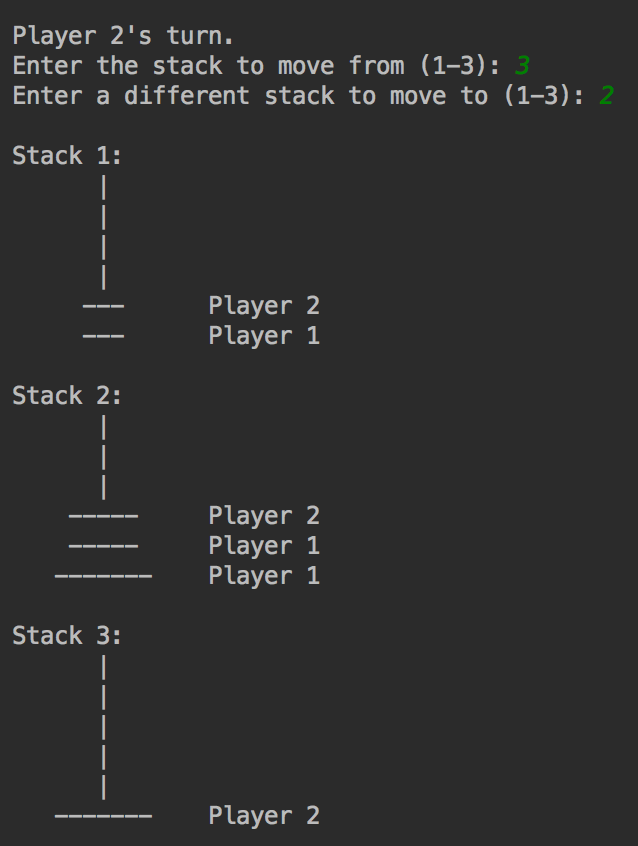 Player 2's turn.
Enter the stack to move from (1-3): 3
Enter a different stack to move to (1-3): 2

Stack 1:
      |
      |
      |
      |
     ---      Player 2
     ---      Player 1

Stack 2:
      |
      |
      |
    -----     Player 2
    -----     Player 1
   -------    Player 1

Stack 3:
      |
      |
      |
      |
      |
   -------    Player 2